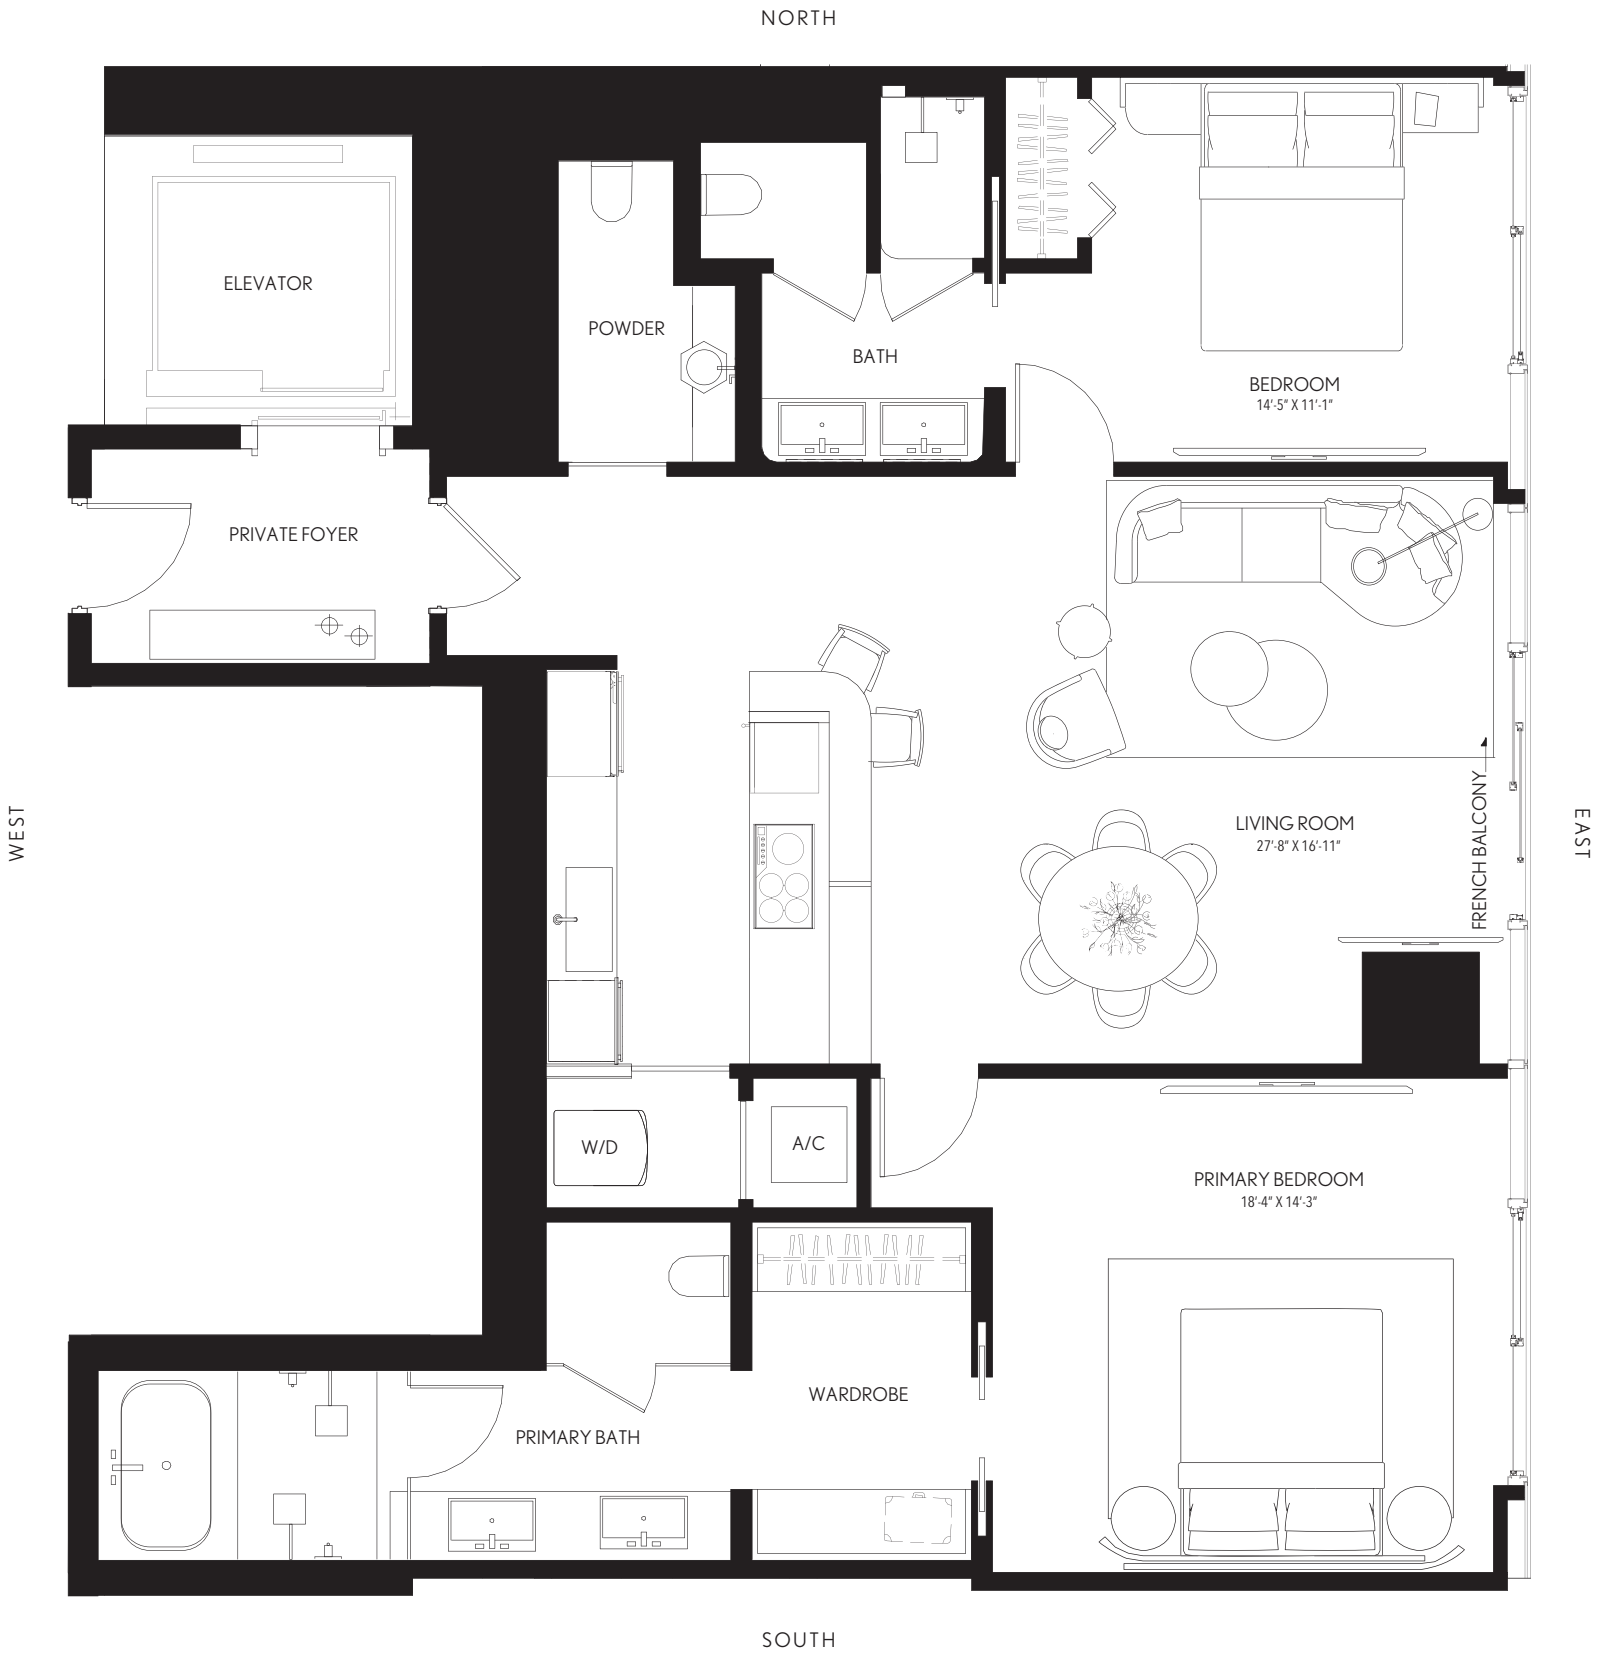 NORTH
ELEVATOR
POWDER
BATH
BEDROOM
14'-5" X 11'-1"
PRIVATE FOYER
WEST
EAST
FRENCH BALCONY
LIVING ROOM
27'-8" X 16'-11"
W/D
A/C
PRIMARY BEDROOM
18'-4" X 14'-3"
WARDROBE
PRIMARY BATH
SOUTH